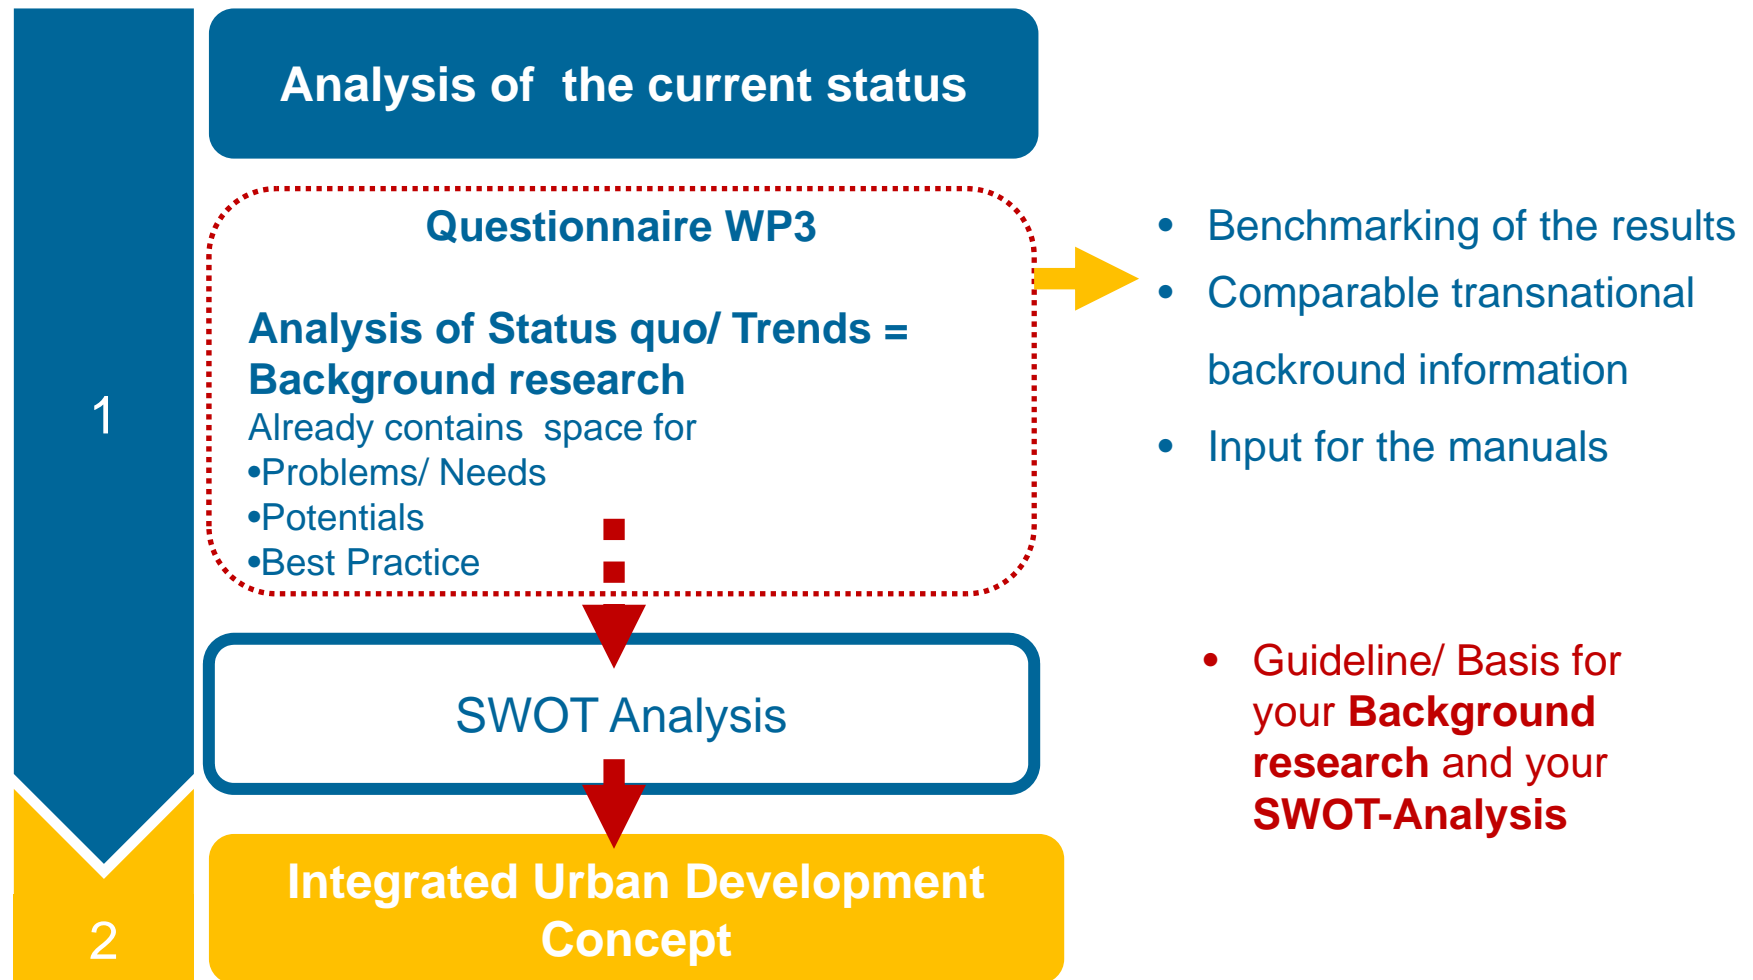 Analysis of  the current status
Questionnaire WP3
Analysis of Status quo/ Trends =
Background research
Already contains  space for
•Problems/ Needs
•Potentials
•Best Practice
• Benchmarking of the results
• Comparable transnational
backround information
• Input for the manuals
1
SWOT Analysis
• Guideline/ Basis for
your Background
research and your
SWOT-Analysis
2
Integrated Urban Development
Concept